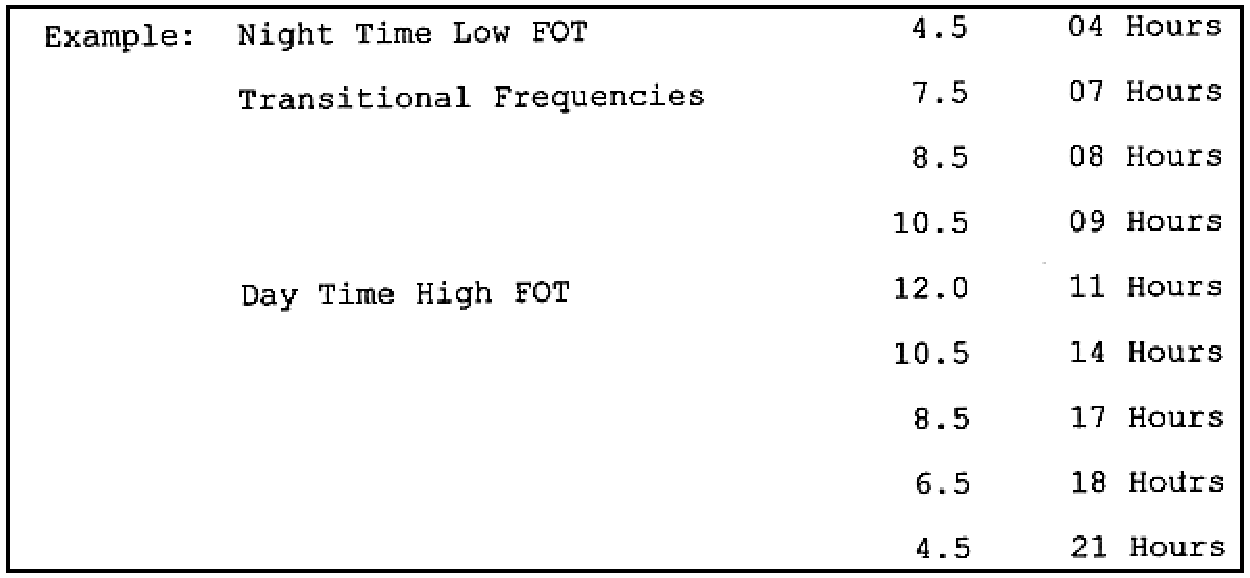 Example: Night Time Low FOT 4.5 04 Hours
Transitional Frequencies 7.5 07 Hours
8.5 08 Hours
10.5 09 Hours
Day Time High FOT 12.0 11 Hours
10.5 14 Hours
8.5 17 Hours
6.5 18 Hours
4.5 21 Hours